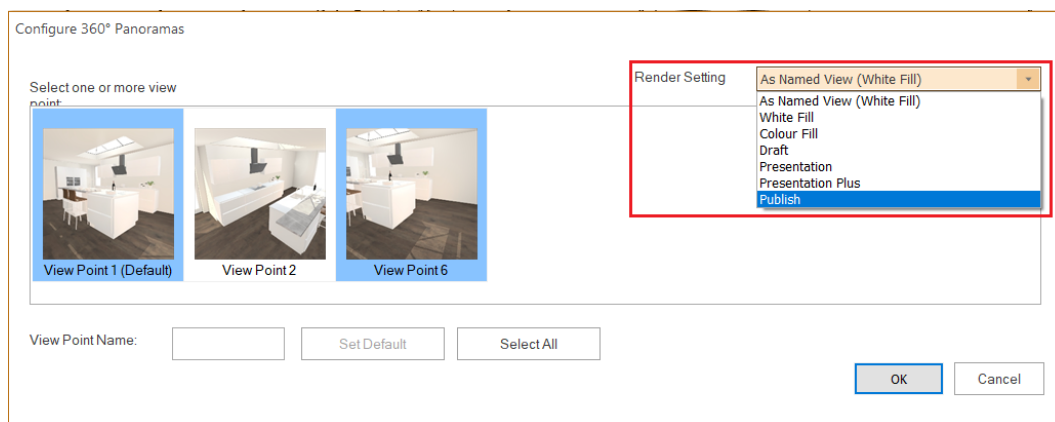 Configure 360° Panoramas
Select one or more view
point:
Render Setting
As Named View (White Fill)
As Named View (White Fill)
White Fill
Colour Fill
Draft
Presentation
Presentation Plus
Publish
View Point 1 (Default)
View Point 2
View Point 6
View Point Name:
Set Default
Select All
OK
Cancel